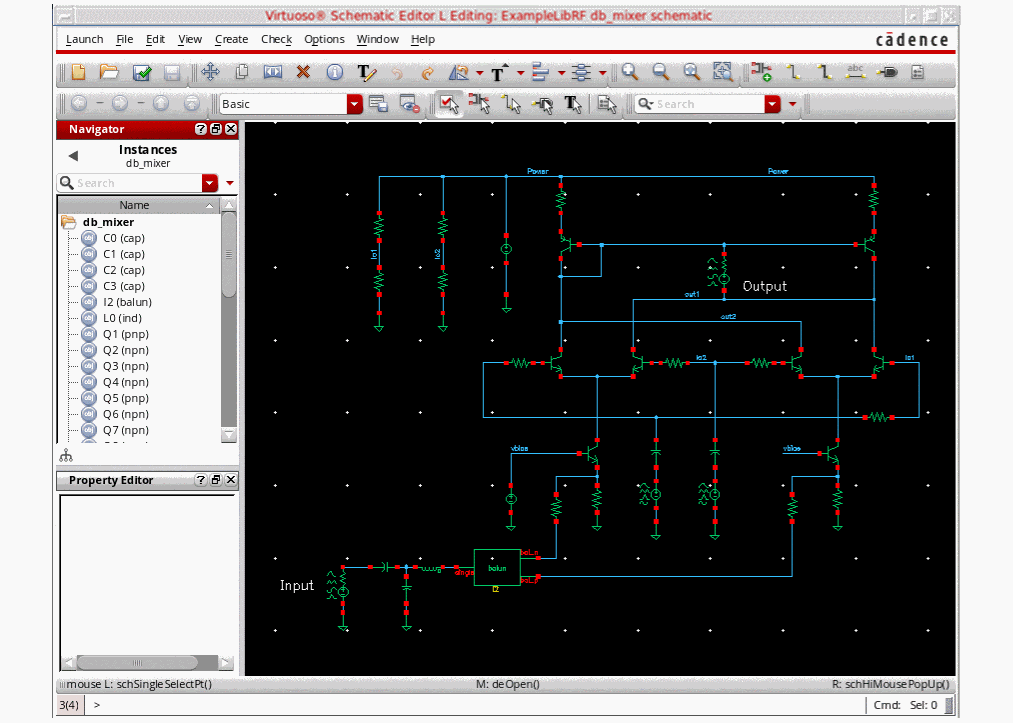 Virtuoso® Schematic Editor L Editing: ExampleLibRF db_mixer schematic
Launch File Edit View Create Check Options Window Help cādence
abc
Basic Search
Navigator
Instances
db_mixer
Search
Name
db_mixer
C0 (cap)
C1 (cap)
C2 (cap)
C3 (cap)
I2 (balun)
L0 (ind)
Q1 (pnp)
Q2 (npn)
Q3 (npn)
Q4 (npn)
Q5 (pnp)
Q6 (npn)
Q7 (npn)
Property Editor
Power Power
lo1 lo2
Output
out1
out2
lo2 lo1
vbias vbias
balun
I2
single
Input
mouse L: schSingleSelectPt() M: deOpen() R: schHiMousePopUp()
3(4) > Cmd: Sel: 0